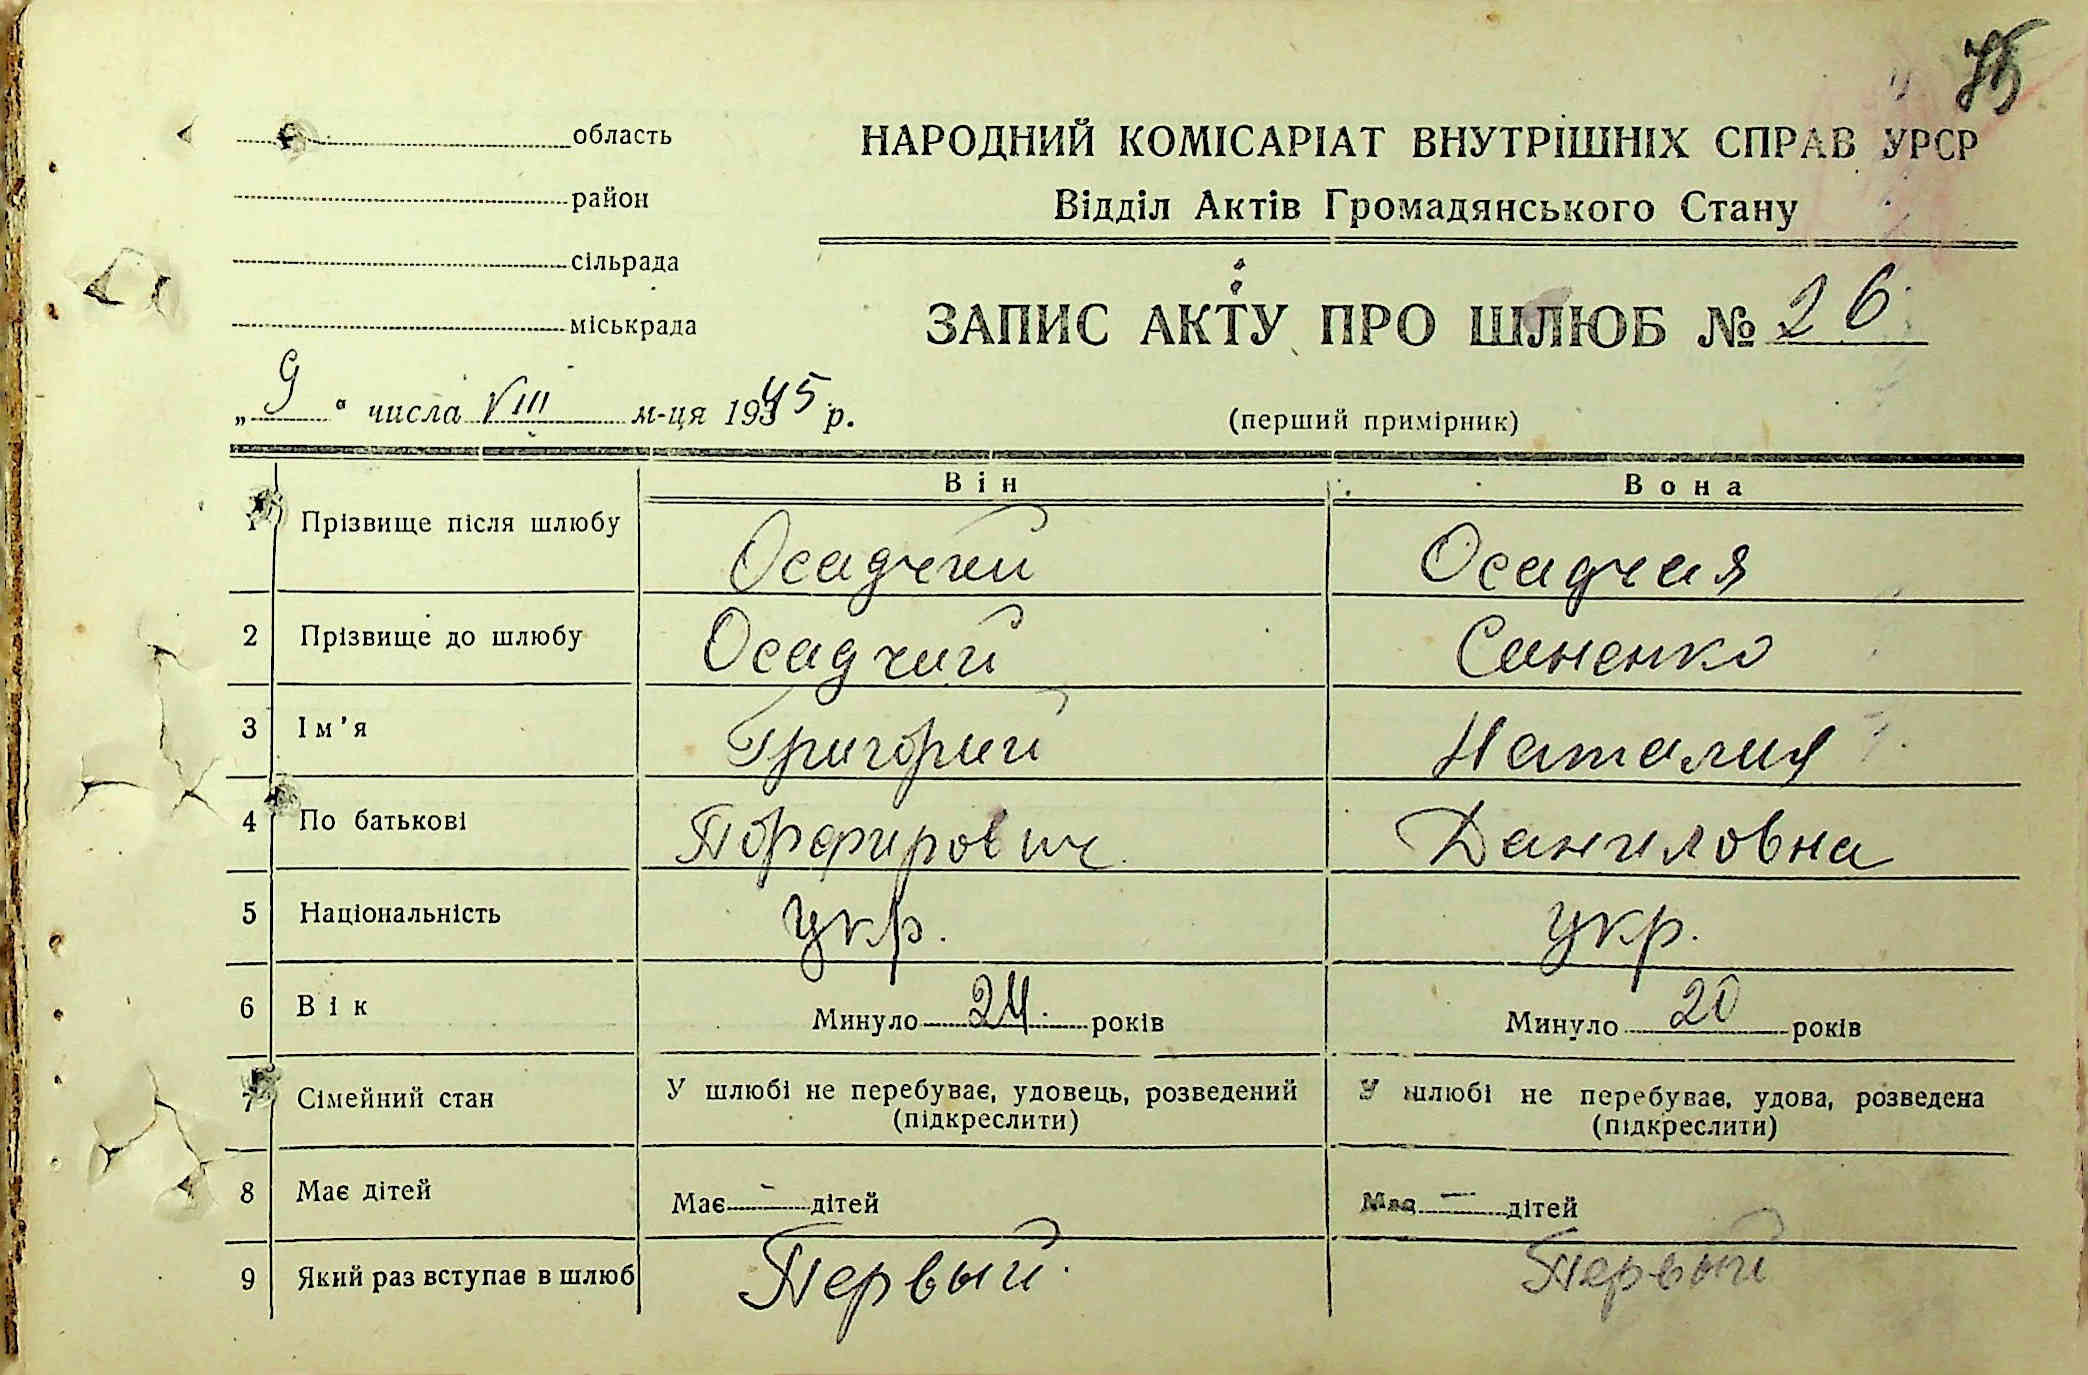 75
область
район
сільрада
міськрада
НАРОДНИЙ КОМІСАРІАТ ВНУТРІШНІХ СПРАВ УРСР
Відділ Актів Громадянського Стану
ЗАПИС АКТУ ПРО ШЛЮБ № 26
„ 9 “ числа VIII м-ця 1945 р.
(перший примірник)
Він Вона
1 Прізвище після шлюбу Осадчий Осадчая
2 Прізвище до шлюбу Осадчий Саненко
3 Ім'я Григорий Наталия
4 По батькові Порфирович Даниловна
5 Національність укр. укр.
6 Вік Минуло 24 років Минуло 20 років
7 Сімейний стан У шлюбі не перебуває, удовець, розведений У шлюбі не перебуває, удова, розведена
(підкреслити) (підкреслити)
8 Має дітей Має — дітей Має — дітей
9 Який раз вступає в шлюб Первый Первый